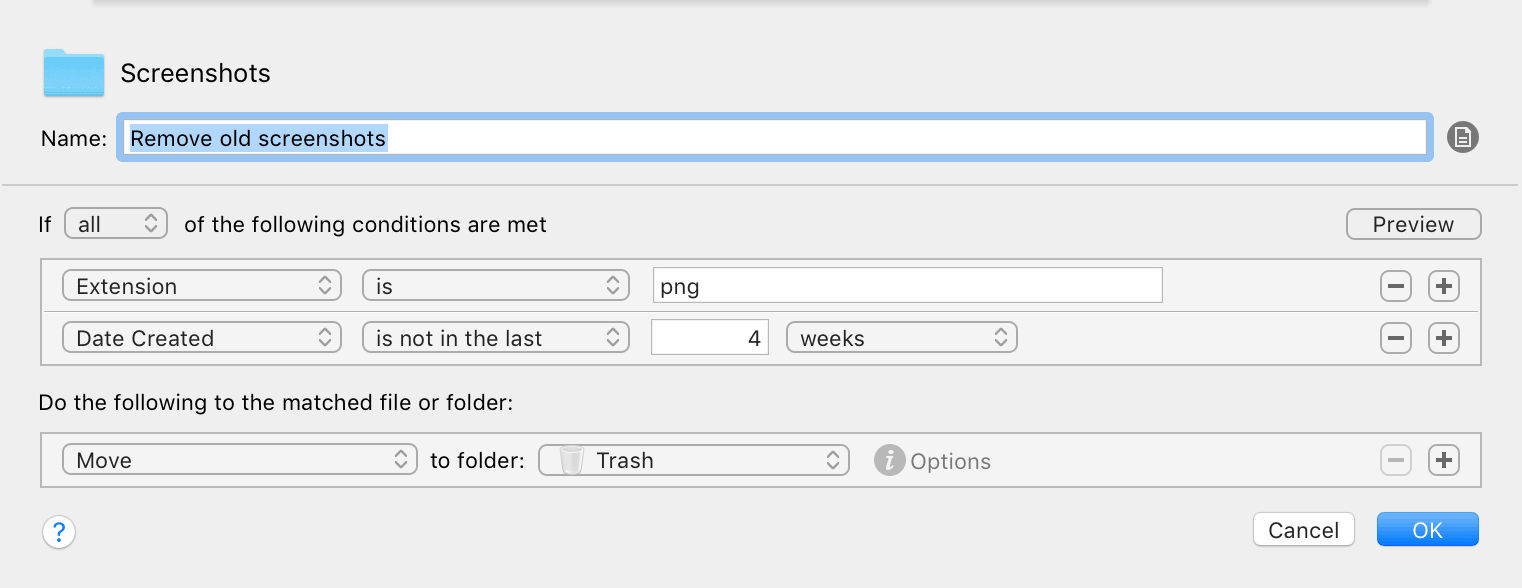 Screenshots
Name: Remove old screenshots
If all of the following conditions are met Preview
Extension is png
Date Created is not in the last 4 weeks
Do the following to the matched file or folder:
Move to folder: Trash i Options
? Cancel OK